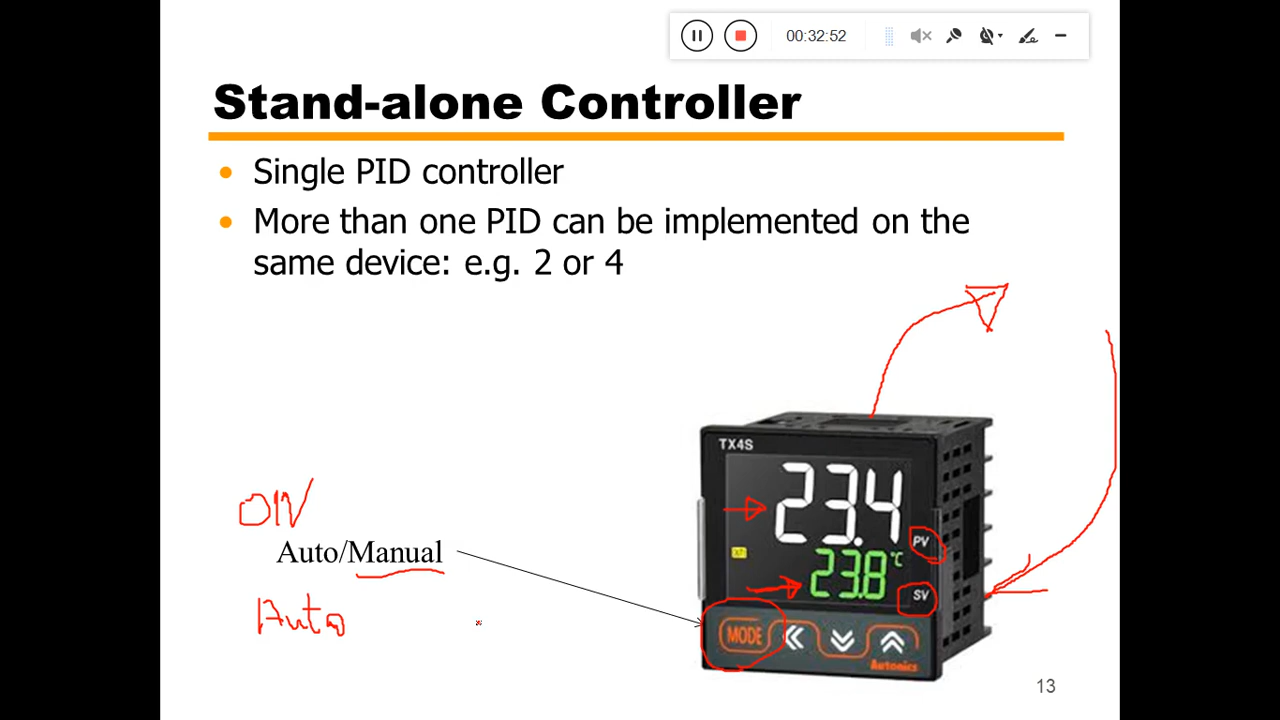 00:32:52
Stand-alone Controller
• Single PID controller
• More than one PID can be implemented on the
same device: e.g. 2 or 4
TX4S
23.4
PV
OUT
23.8 °C
SV
Auto/Manual
Auto
MODE
Autonics
13